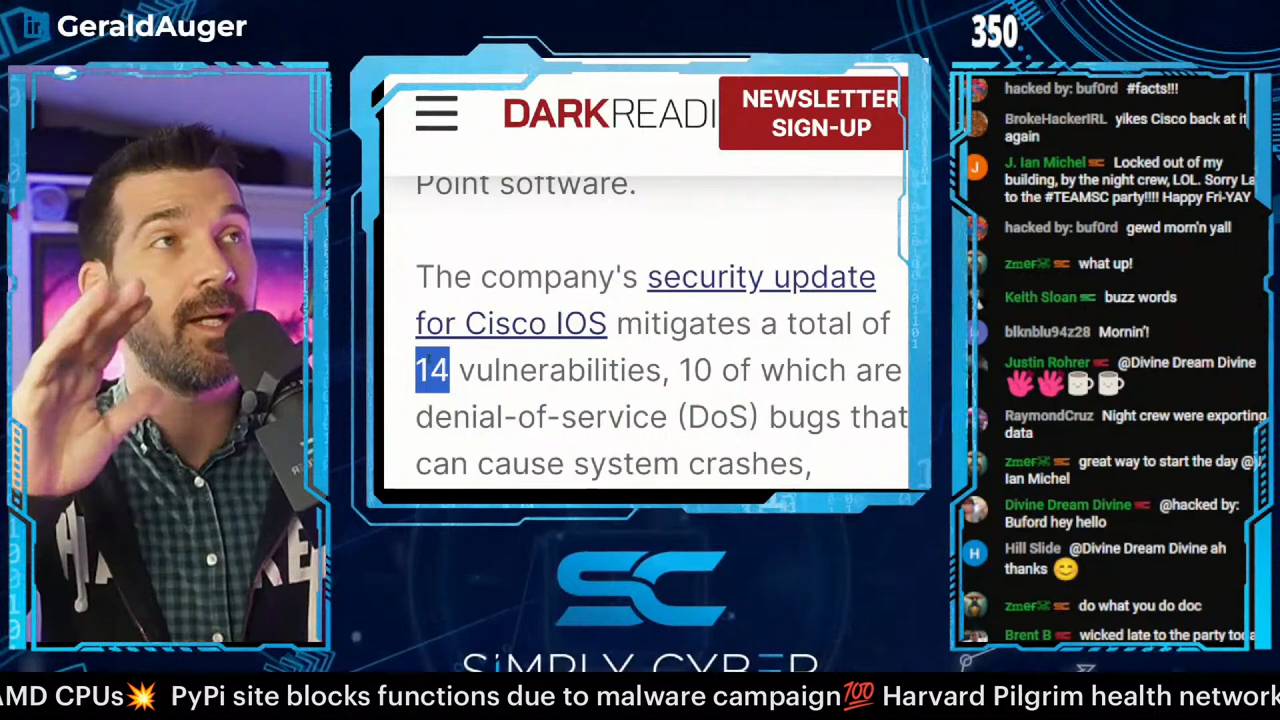 in GeraldAuger
350
DARKREADI
NEWSLETTER
SIGN-UP
Point software.
The company's security update
for Cisco IOS mitigates a total of
14 vulnerabilities, 10 of which are
denial-of-service (DoS) bugs that
can cause system crashes,
SC
SiMPLY CYBER
hacked by: buf0rd #facts!!!
BrokeHackerIRL yikes Cisco back at it
again
J. Ian Michel Locked out of my
building, by the night crew, LOL. Sorry La
to the #TEAMSC party!!!! Happy Fri-YAY
hacked by: buf0rd gewd morn'n yall
zmer what up!
Keith Sloan buzz words
blknblu94z28 Mornin'!
Justin Rohrer @Divine Dream Divine
RaymondCruz Night crew were exporting
data
zmer great way to start the day @J
Ian Michel
Divine Dream Divine @hacked by:
Buford hey hello
Hill Slide @Divine Dream Divine ah
thanks 😊
zmer do what you do doc
Brent B wicked late to the party toda
AMD CPUs💥 PyPi site blocks functions due to malware campaign💯 Harvard Pilgrim health network